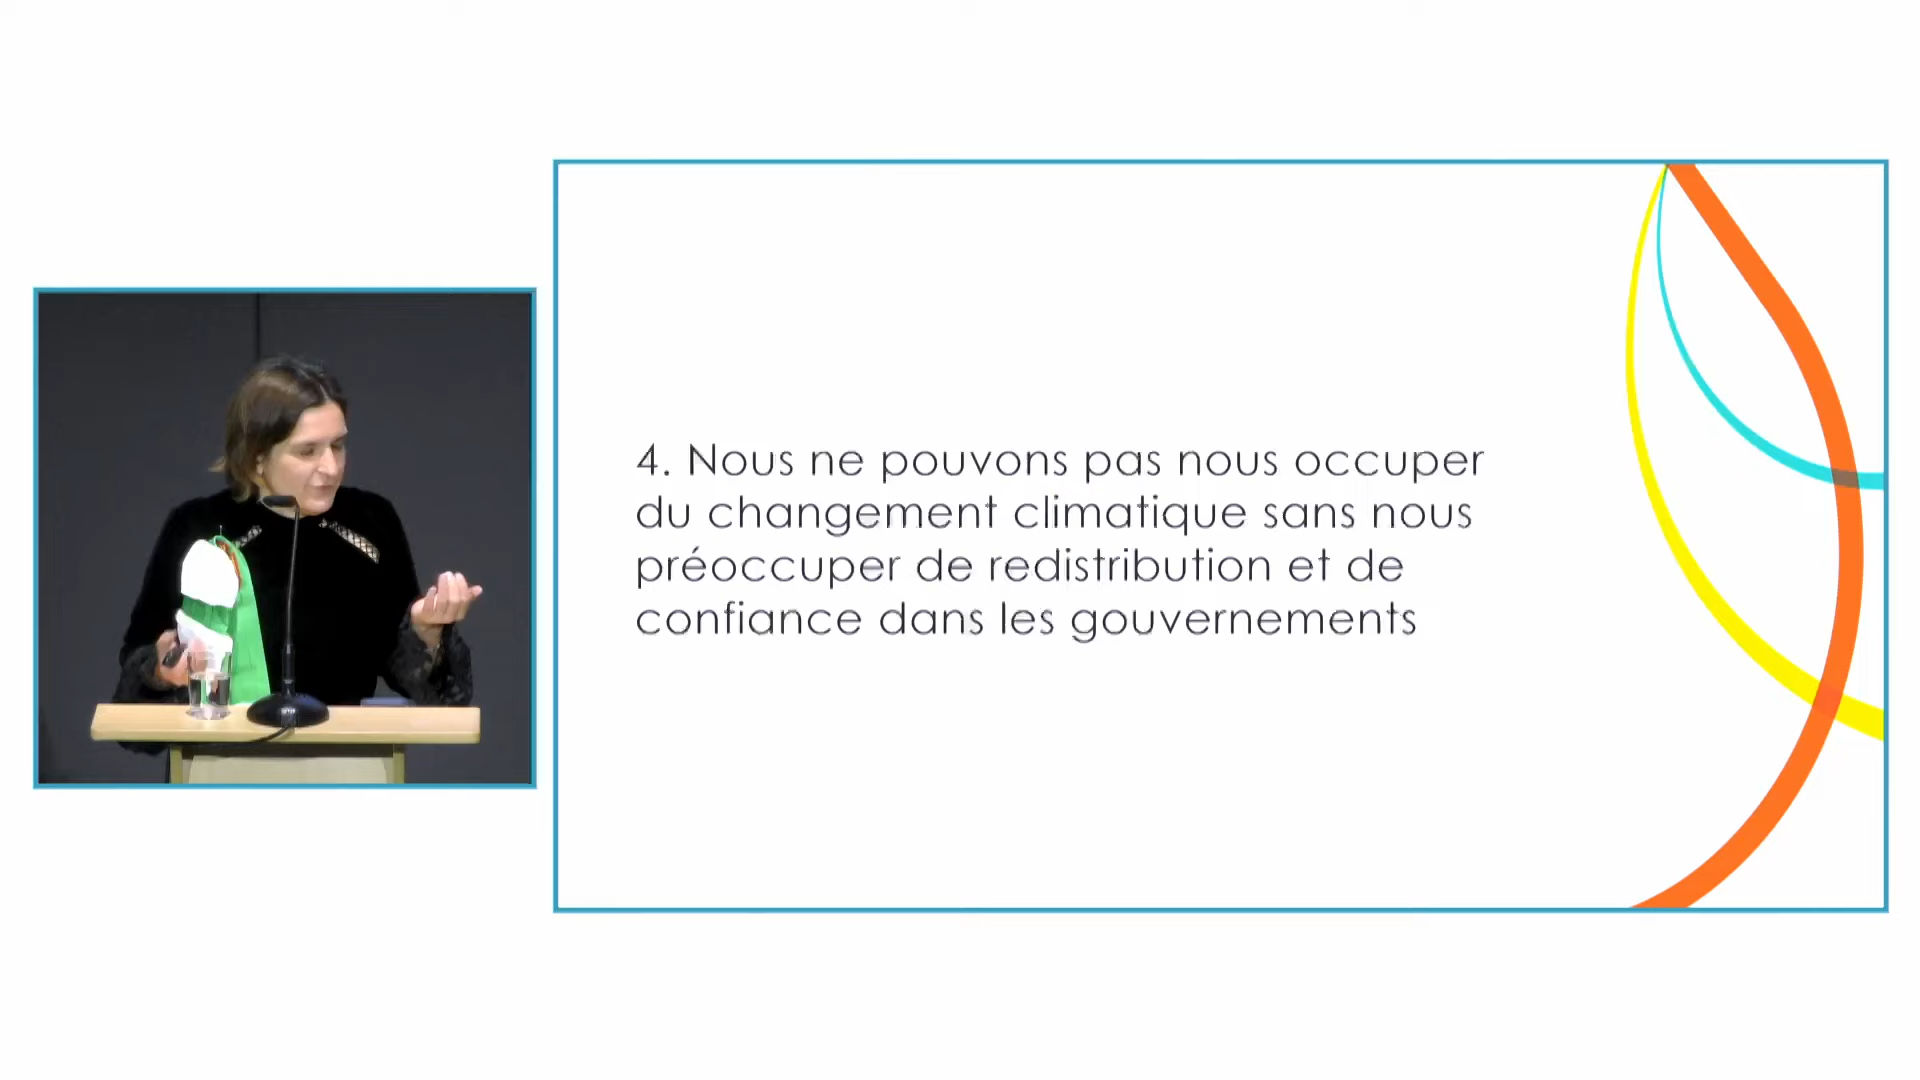 4. Nous ne pouvons pas nous occuper
du changement climatique sans nous
préoccuper de redistribution et de
confiance dans les gouvernements